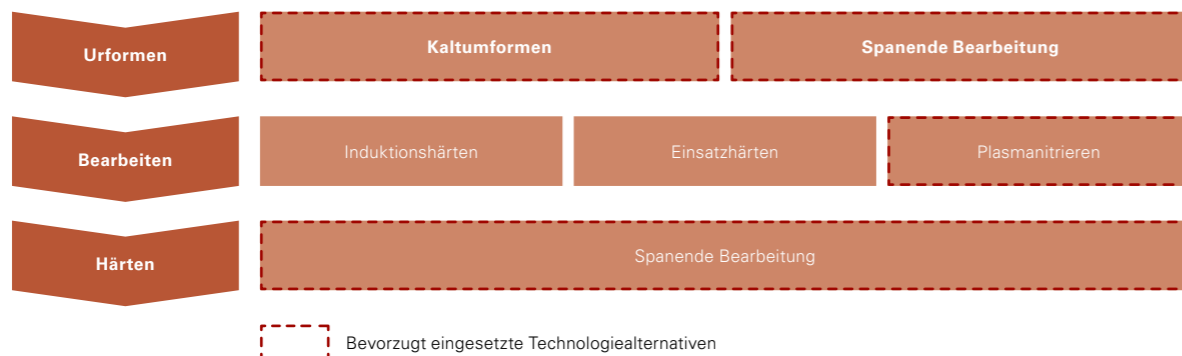 Urformen
Kaltumformen
Spanende Bearbeitung
Bearbeiten
Induktionshärten
Einsatzhärten
Plasmanitrieren
Härten
Spanende Bearbeitung
Bevorzugt eingesetzte Technologiealternativen